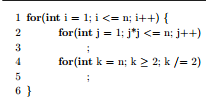 1 for(int i = 1; i <= n; i++) {
2 for(int j = 1; j*j <= n; j++)
3 ;
4 for(int k = n; k ≥ 2; k /= 2)
5 ;
6 }